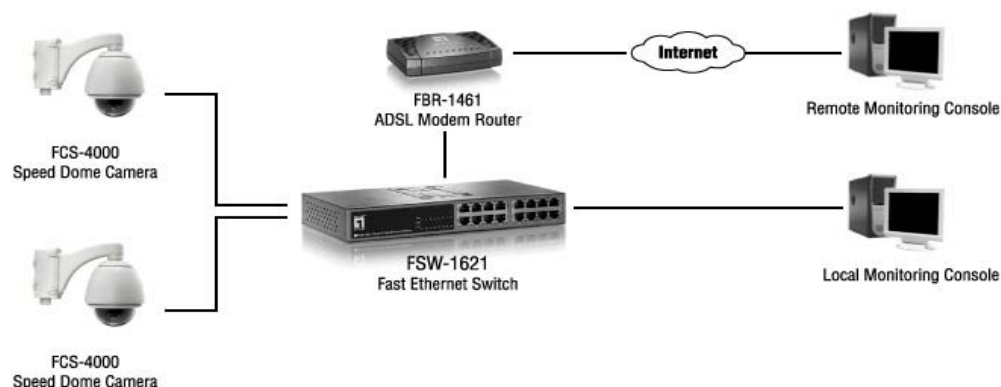 FCS-4000
Speed Dome Camera
FBR-1461
ADSL Modem Router
Internet
Remote Monitoring Console
FSW-1621
Fast Ethernet Switch
Local Monitoring Console
FCS-4000
Speed Dome Camera